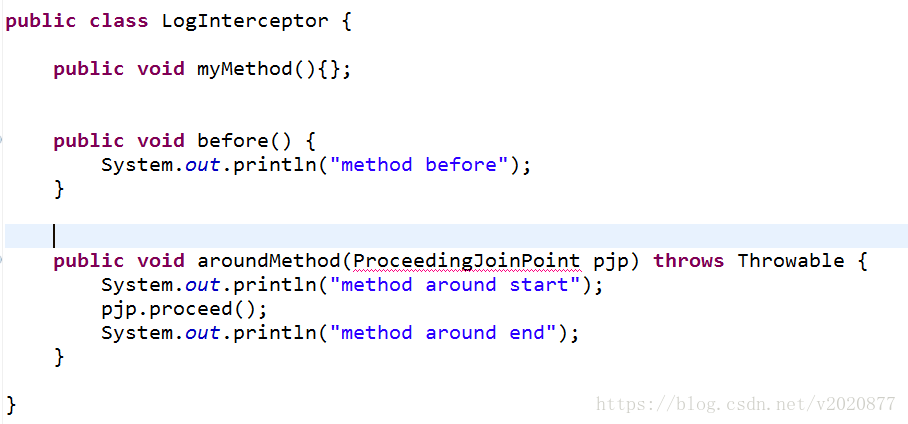 public class LogInterceptor {
public void myMethod(){};
public void before() {
System.out.println("method before");
}
public void aroundMethod(ProceedingJoinPoint pjp) throws Throwable {
System.out.println("method around start");
pjp.proceed();
System.out.println("method around end");
}
}
https://blog.csdn.net/v2020877